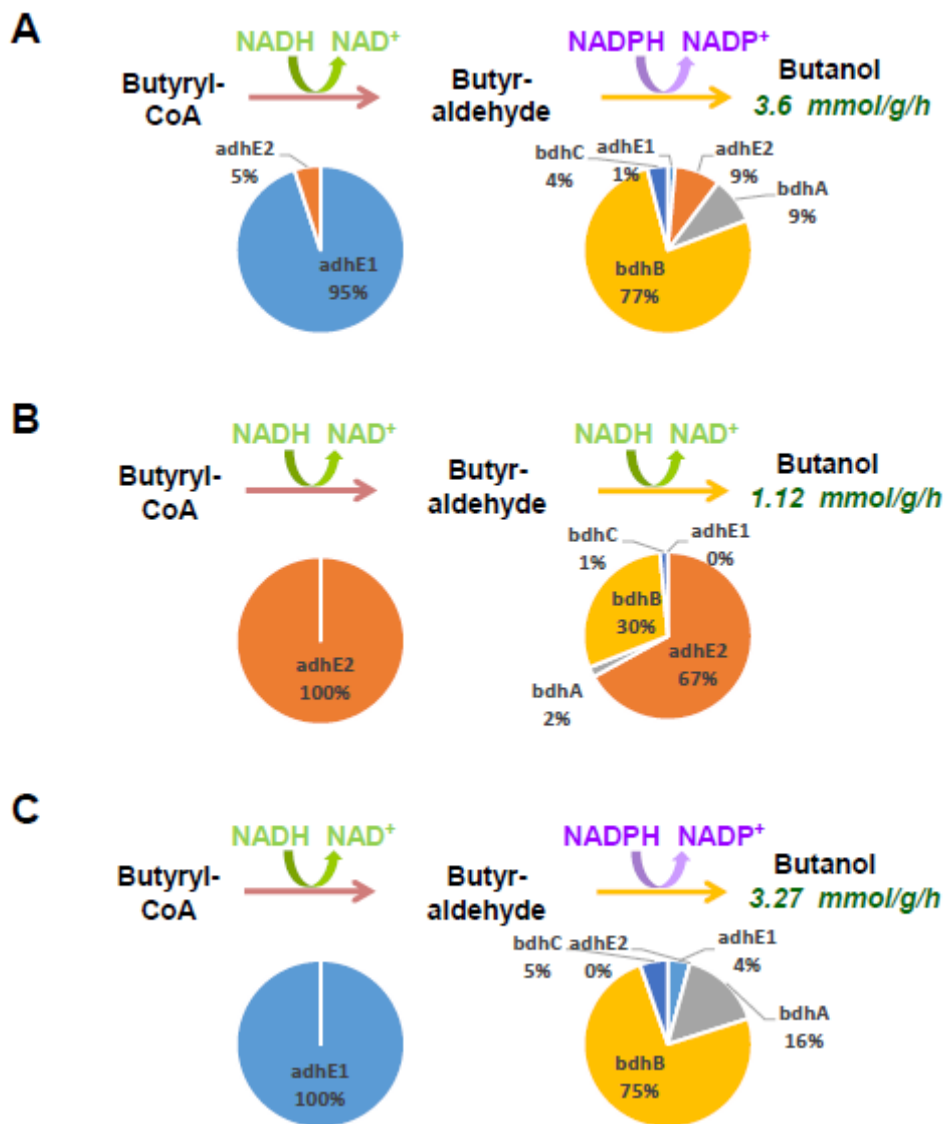 A
NADH NAD+
NADPH NADP+
Butyryl-
CoA
Butyr-
aldehyde
Butanol
3.6 mmol/g/h
adhE2
5%
adhE1
95%
bdhC
4%
adhE1
1%
adhE2
9%
bdhA
9%
bdhB
77%
B
NADH NAD+
NADH NAD+
Butyryl-
CoA
Butyr-
aldehyde
Butanol
1.12 mmol/g/h
adhE2
100%
bdhC
1%
adhE1
0%
bdhB
30%
adhE2
67%
bdhA
2%
C
NADH NAD+
NADPH NADP+
Butyryl-
CoA
Butyr-
aldehyde
Butanol
3.27 mmol/g/h
adhE1
100%
bdhC
5%
adhE2
0%
adhE1
4%
bdhA
16%
bdhB
75%